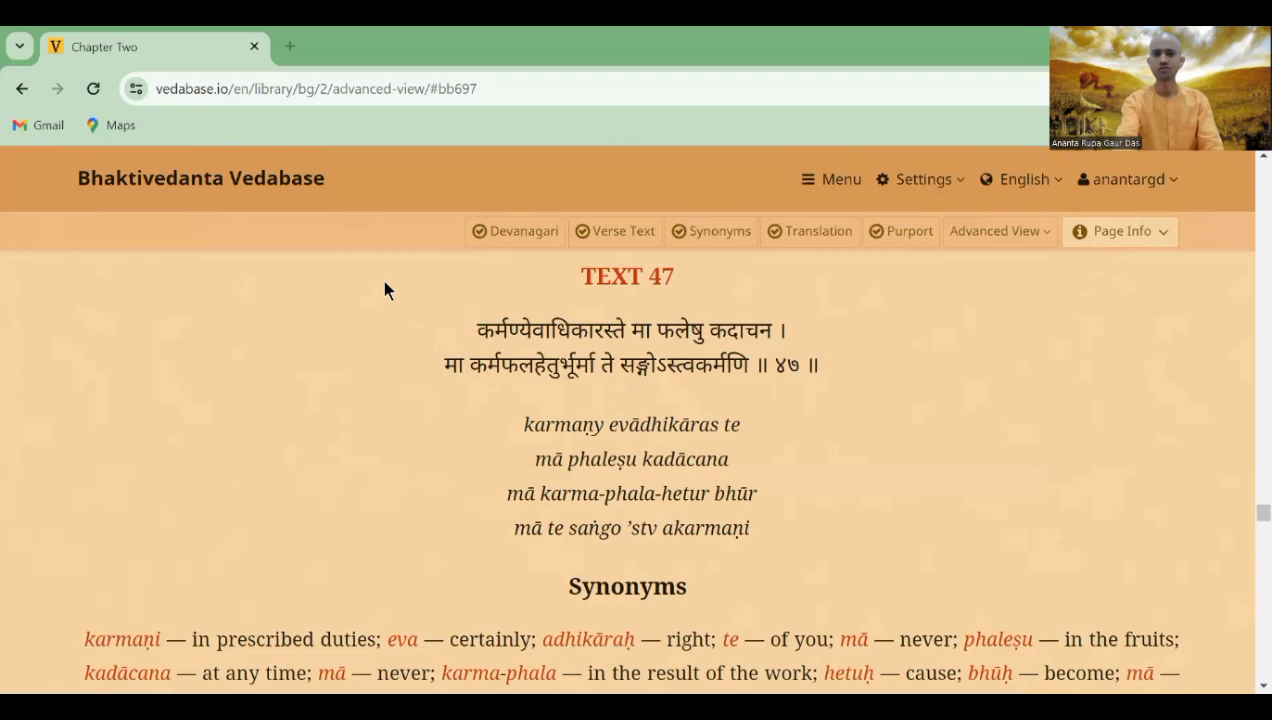 V Chapter Two
vedabase.io/en/library/bg/2/advanced-view/#bb697
Gmail Maps
Ananta Rupa Gaur Das
Bhaktivedanta Vedabase
Menu Settings English anantargd
Devanagari Verse Text Synonyms Translation Purport Advanced View Page Info
TEXT 47
कर्मण्येवाधिकारस्ते मा फलेषु कदाचन ।
मा कर्मफलहेतुर्भूर्मा ते सङ्गोऽस्त्वकर्मणि ॥ ४७ ॥
karmaṇy evādhikāras te
mā phaleṣu kadācana
mā karma-phala-hetur bhūr
mā te saṅgo ’stv akarmaṇi
Synonyms
karmaṇi — in prescribed duties; eva — certainly; adhikāraḥ — right; te — of you; mā — never; phaleṣu — in the fruits;
kadācana — at any time; mā — never; karma-phala — in the result of the work; hetuḥ — cause; bhūḥ — become; mā —